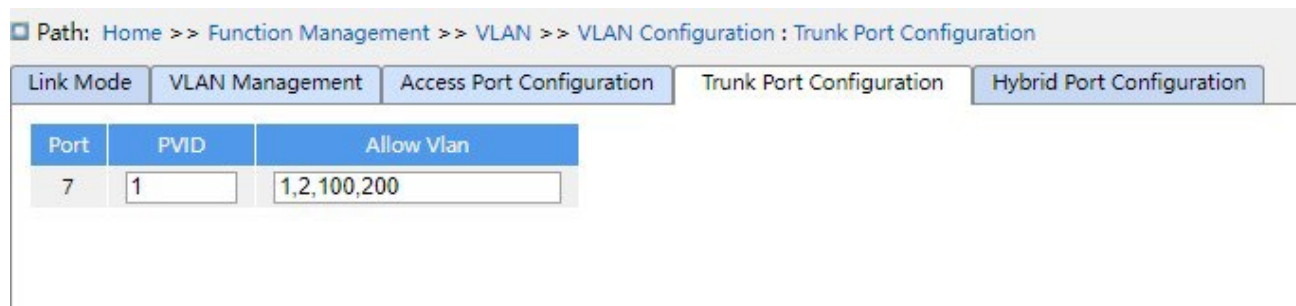 Path: Home >> Function Management >> VLAN >> VLAN Configuration : Trunk Port Configuration
Link Mode VLAN Management Access Port Configuration Trunk Port Configuration Hybrid Port Configuration
Port PVID Allow Vlan
7 1 1,2,100,200